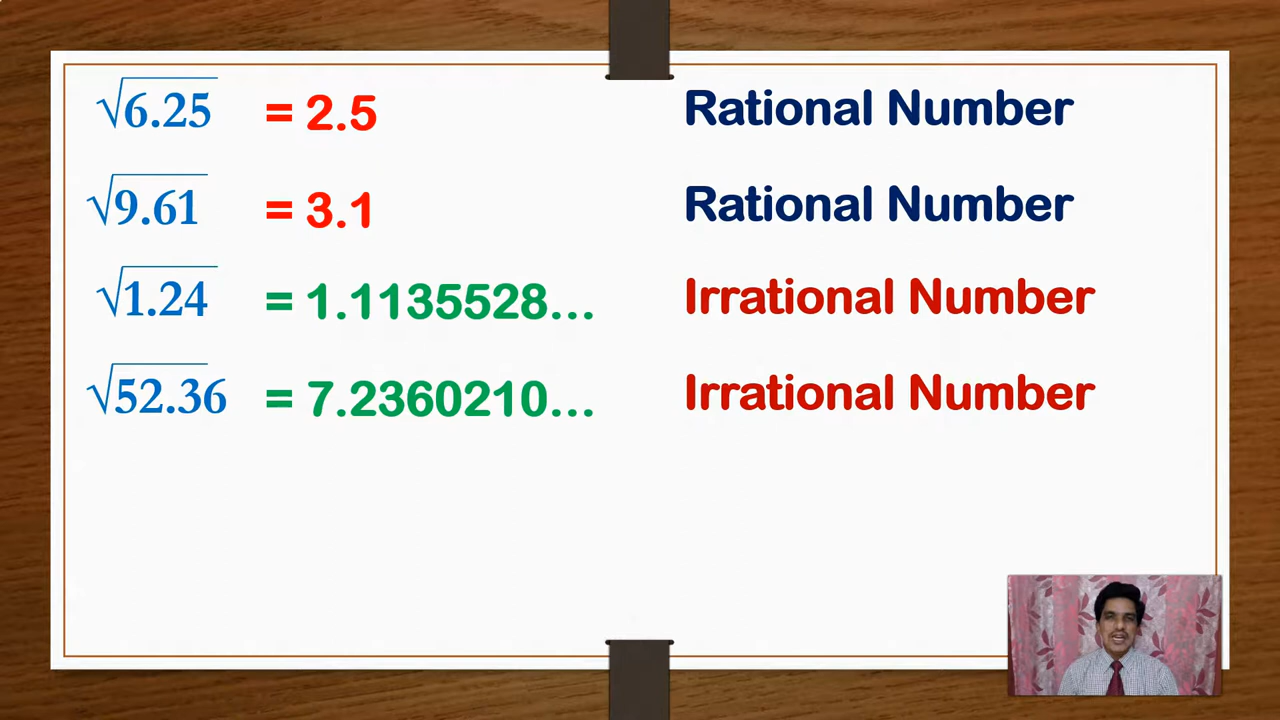 √6.25 = 2.5 Rational Number
√9.61 = 3.1 Rational Number
√1.24 = 1.1135528... Irrational Number
√52.36 = 7.2360210... Irrational Number